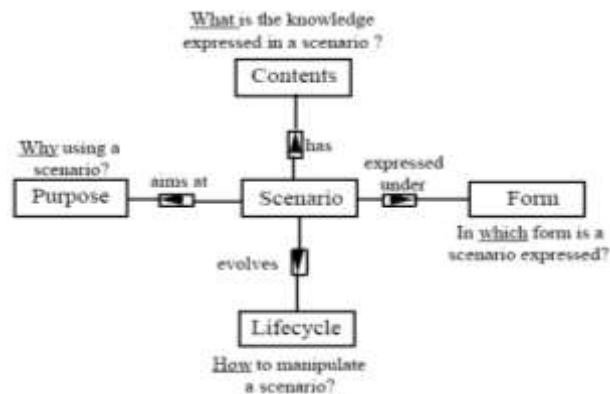 What is the knowledge
expressed in a scenario ?
Contents
has
Why using a
scenario?
Purpose
aims at
Scenario
expressed
under
Form
In which form is a
scenario expressed?
evolves
Lifecycle
How to manipulate
a scenario?